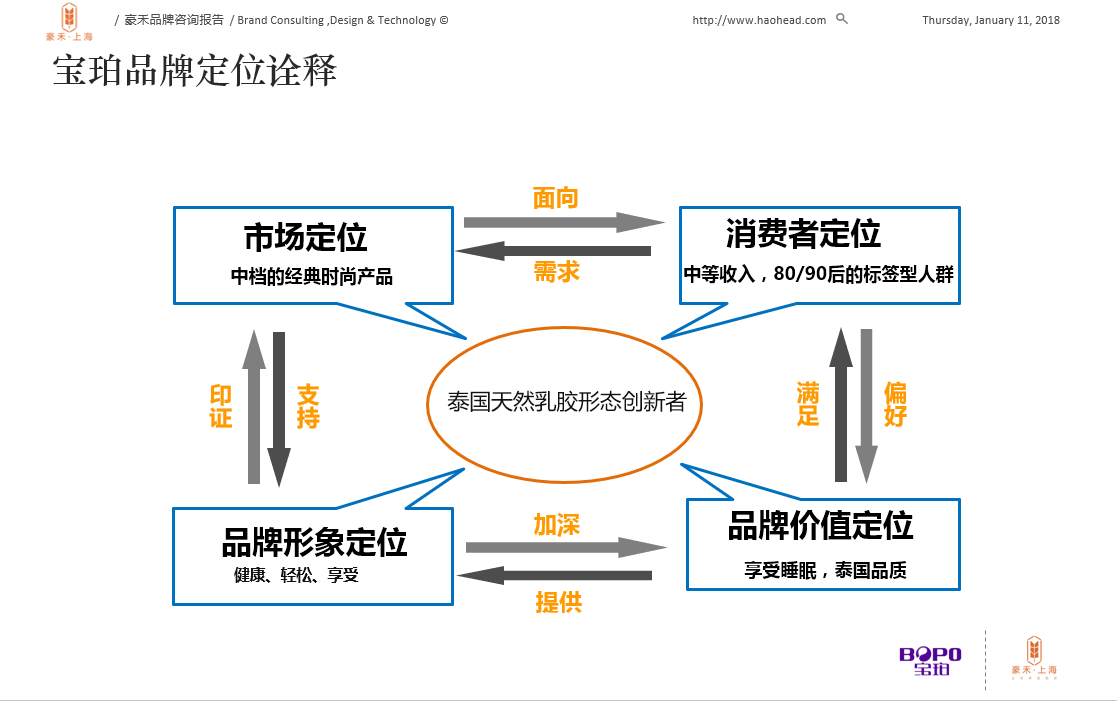 豪禾·上海
/ 豪禾品牌咨询报告 / Brand Consulting ,Design & Technology ©
http://www.haohead.com
Thursday, January 11, 2018
宝珀品牌定位诠释
面向
市场定位
中档的经典时尚产品
消费者定位
中等收入，80/90后的标签型人群
需求
印证
支持
泰国天然乳胶形态创新者
满足
偏好
加深
品牌形象定位
健康、轻松、享受
品牌价值定位
享受睡眠，泰国品质
提供
BOPO
宝珀
豪禾·上海